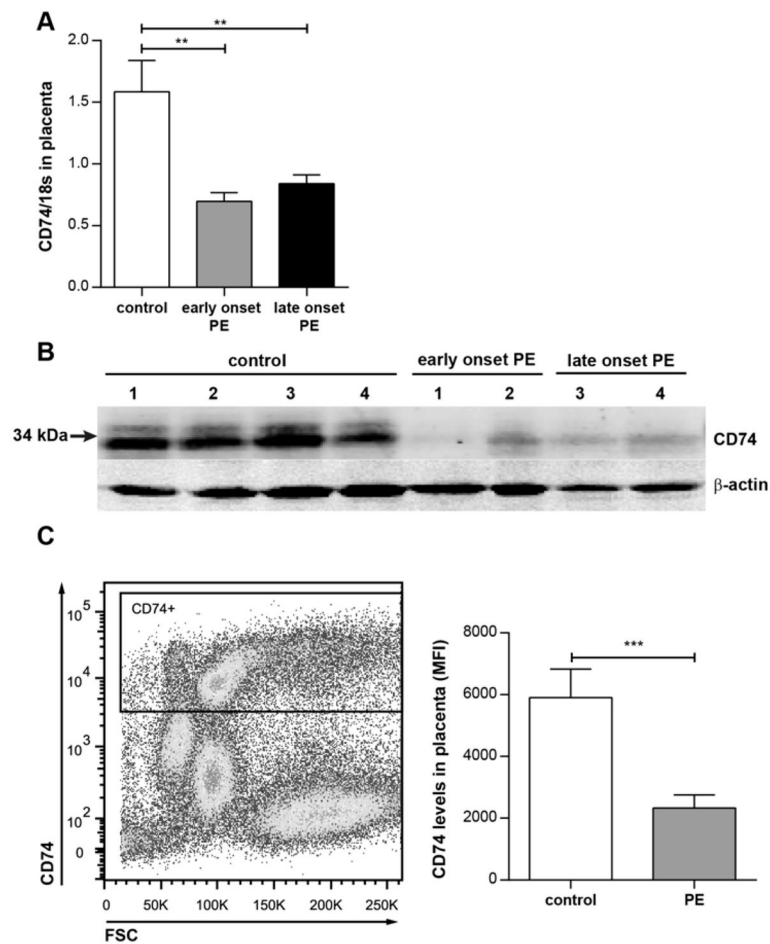 A
**
**
2.0
1.5
1.0
0.5
0.0
CD74/18s in placenta
control
early onset PE
late onset PE
B
control
early onset PE
late onset PE
1 2 3 4 1 2 3 4
34 kDa
CD74
β-actin
C
CD74+
10^5
10^4
10^3
10^2
0
CD74
0 50K 100K 150K 200K 250K
FSC
***
8000
6000
4000
2000
0
CD74 levels in placenta (MFI)
control PE